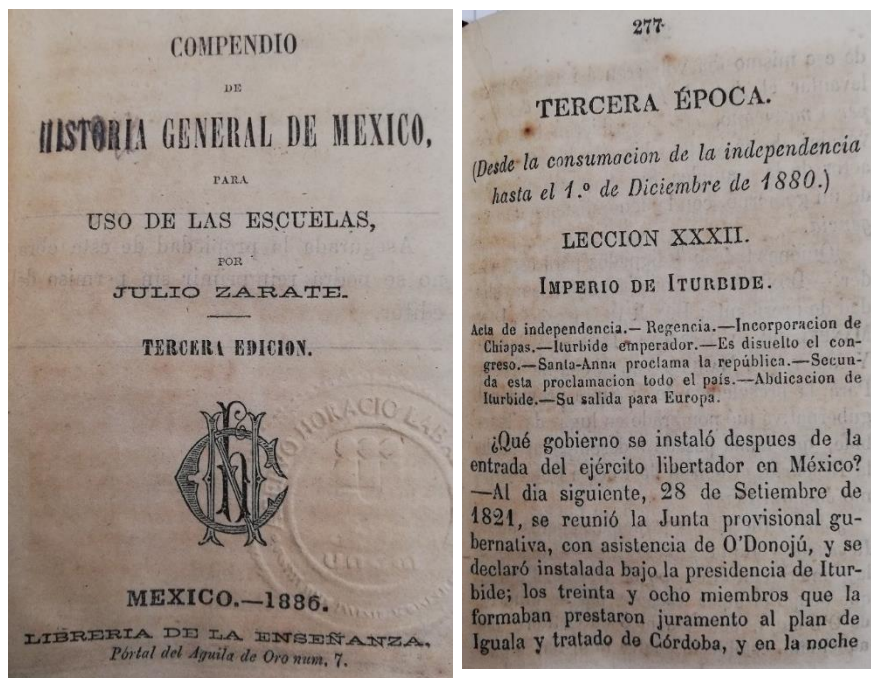 COMPENDIO
DE
HISTORIA GENERAL DE MEXICO,
PARA
USO DE LAS ESCUELAS,
POR
JULIO ZARATE.
TERCERA EDICION.
HORACIO LABA
MEXICO.—1886.
LIBRERIA DE LA ENSEÑANZA,
Pórtal del Aguila de Oro num. 7.
277
TERCERA ÉPOCA.
(Desde la consumacion de la independencia
hasta el 1.º de Diciembre de 1880.)
LECCION XXXII.
IMPERIO DE ITURBIDE.
Acta de independencia.— Regencia.—Incorporacion de
Chiapas.—Iturbide emperador.—Es disuelto el con-
greso.—Santa-Anna proclama la república.—Secun-
da esta proclamacion todo el país.—Abdicacion de
Iturbide.—Su salida para Europa.
¿Qué gobierno se instaló despues de la
entrada del ejército libertador en México?
—Al dia siguiente, 28 de Setiembre de
1821, se reunió la Junta provisional gu-
bernativa, con asistencia de O'Donojú, y se
declaró instalada bajo la presidencia de Itur-
bide; los treinta y ocho miembros que la
formaban prestaron juramento al plan de
Iguala y tratado de Córdoba, y en la noche